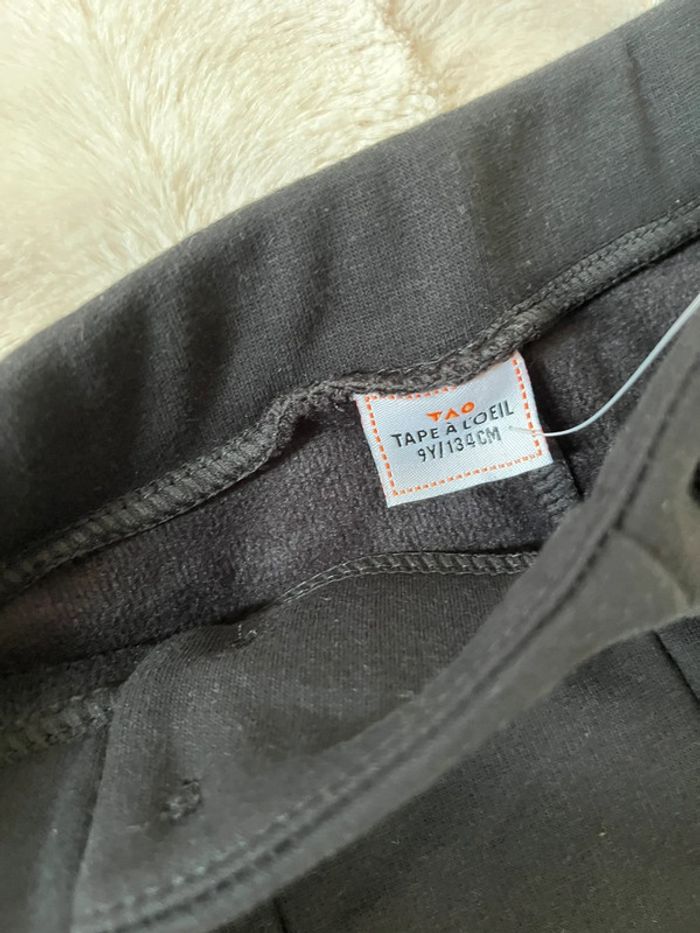 TAO
TAPE À L'OEIL
9Y/134CM